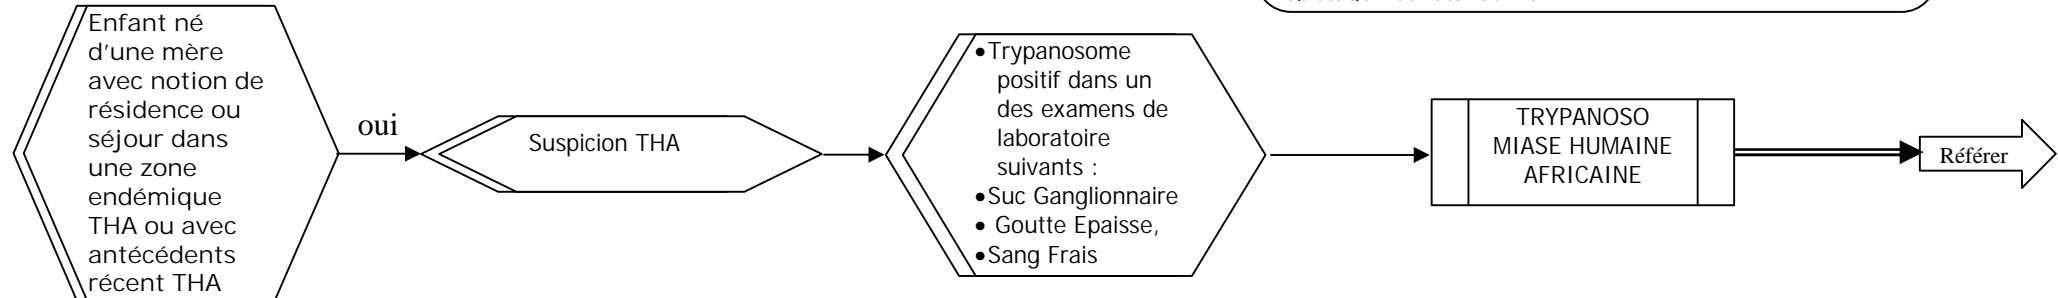 Enfant né
d'une mère
avec notion de
résidence ou
séjour dans
une zone
endémique
THA ou avec
antécédents
récent THA
oui
Suspicion THA
•Trypanosome
positif dans un
des examens de
laboratoire
suivants :
•Suc Ganglionnaire
• Goutte Epaisse,
•Sang Frais
TRYPANOSO
MIASE HUMAINE
AFRICAINE
Référer